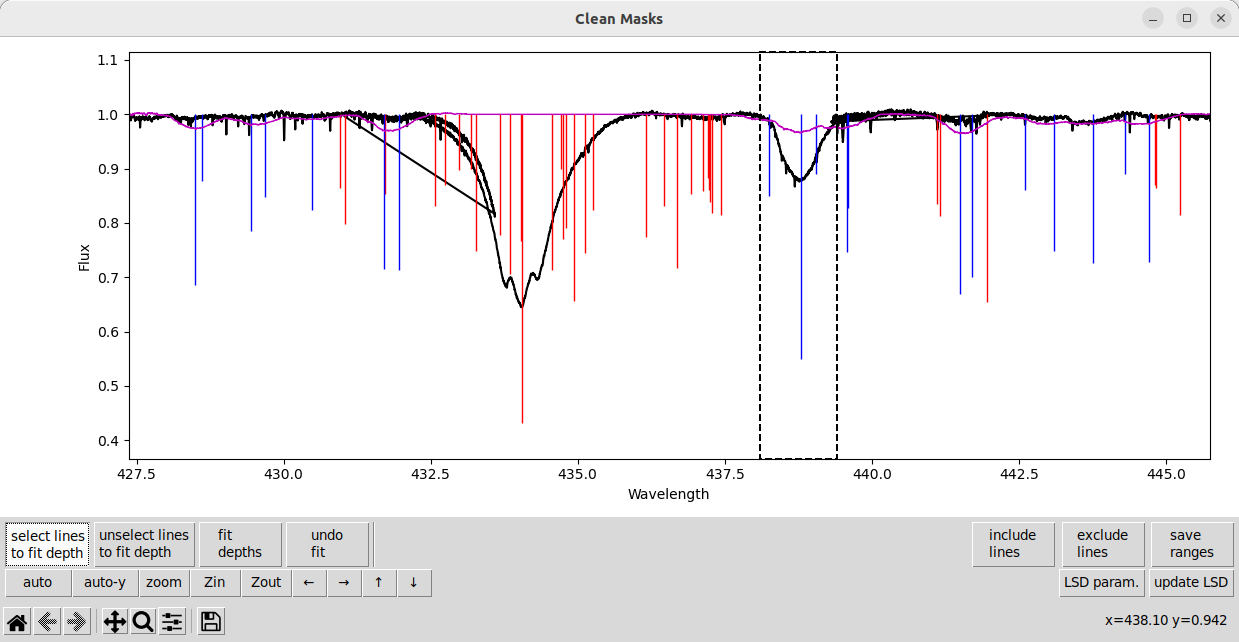 Clean Masks
1.1
1.0
0.9
0.8
0.7
0.6
0.5
0.4
Flux
427.5 430.0 432.5 435.0 437.5 440.0 442.5 445.0
Wavelength
select lines
to fit depth
unselect lines
to fit depth
fit
depths
undo
fit
include
lines
exclude
lines
save
ranges
auto auto-y zoom Zin Zout ← → ↑ ↓ LSD param. update LSD
x=438.10 y=0.942